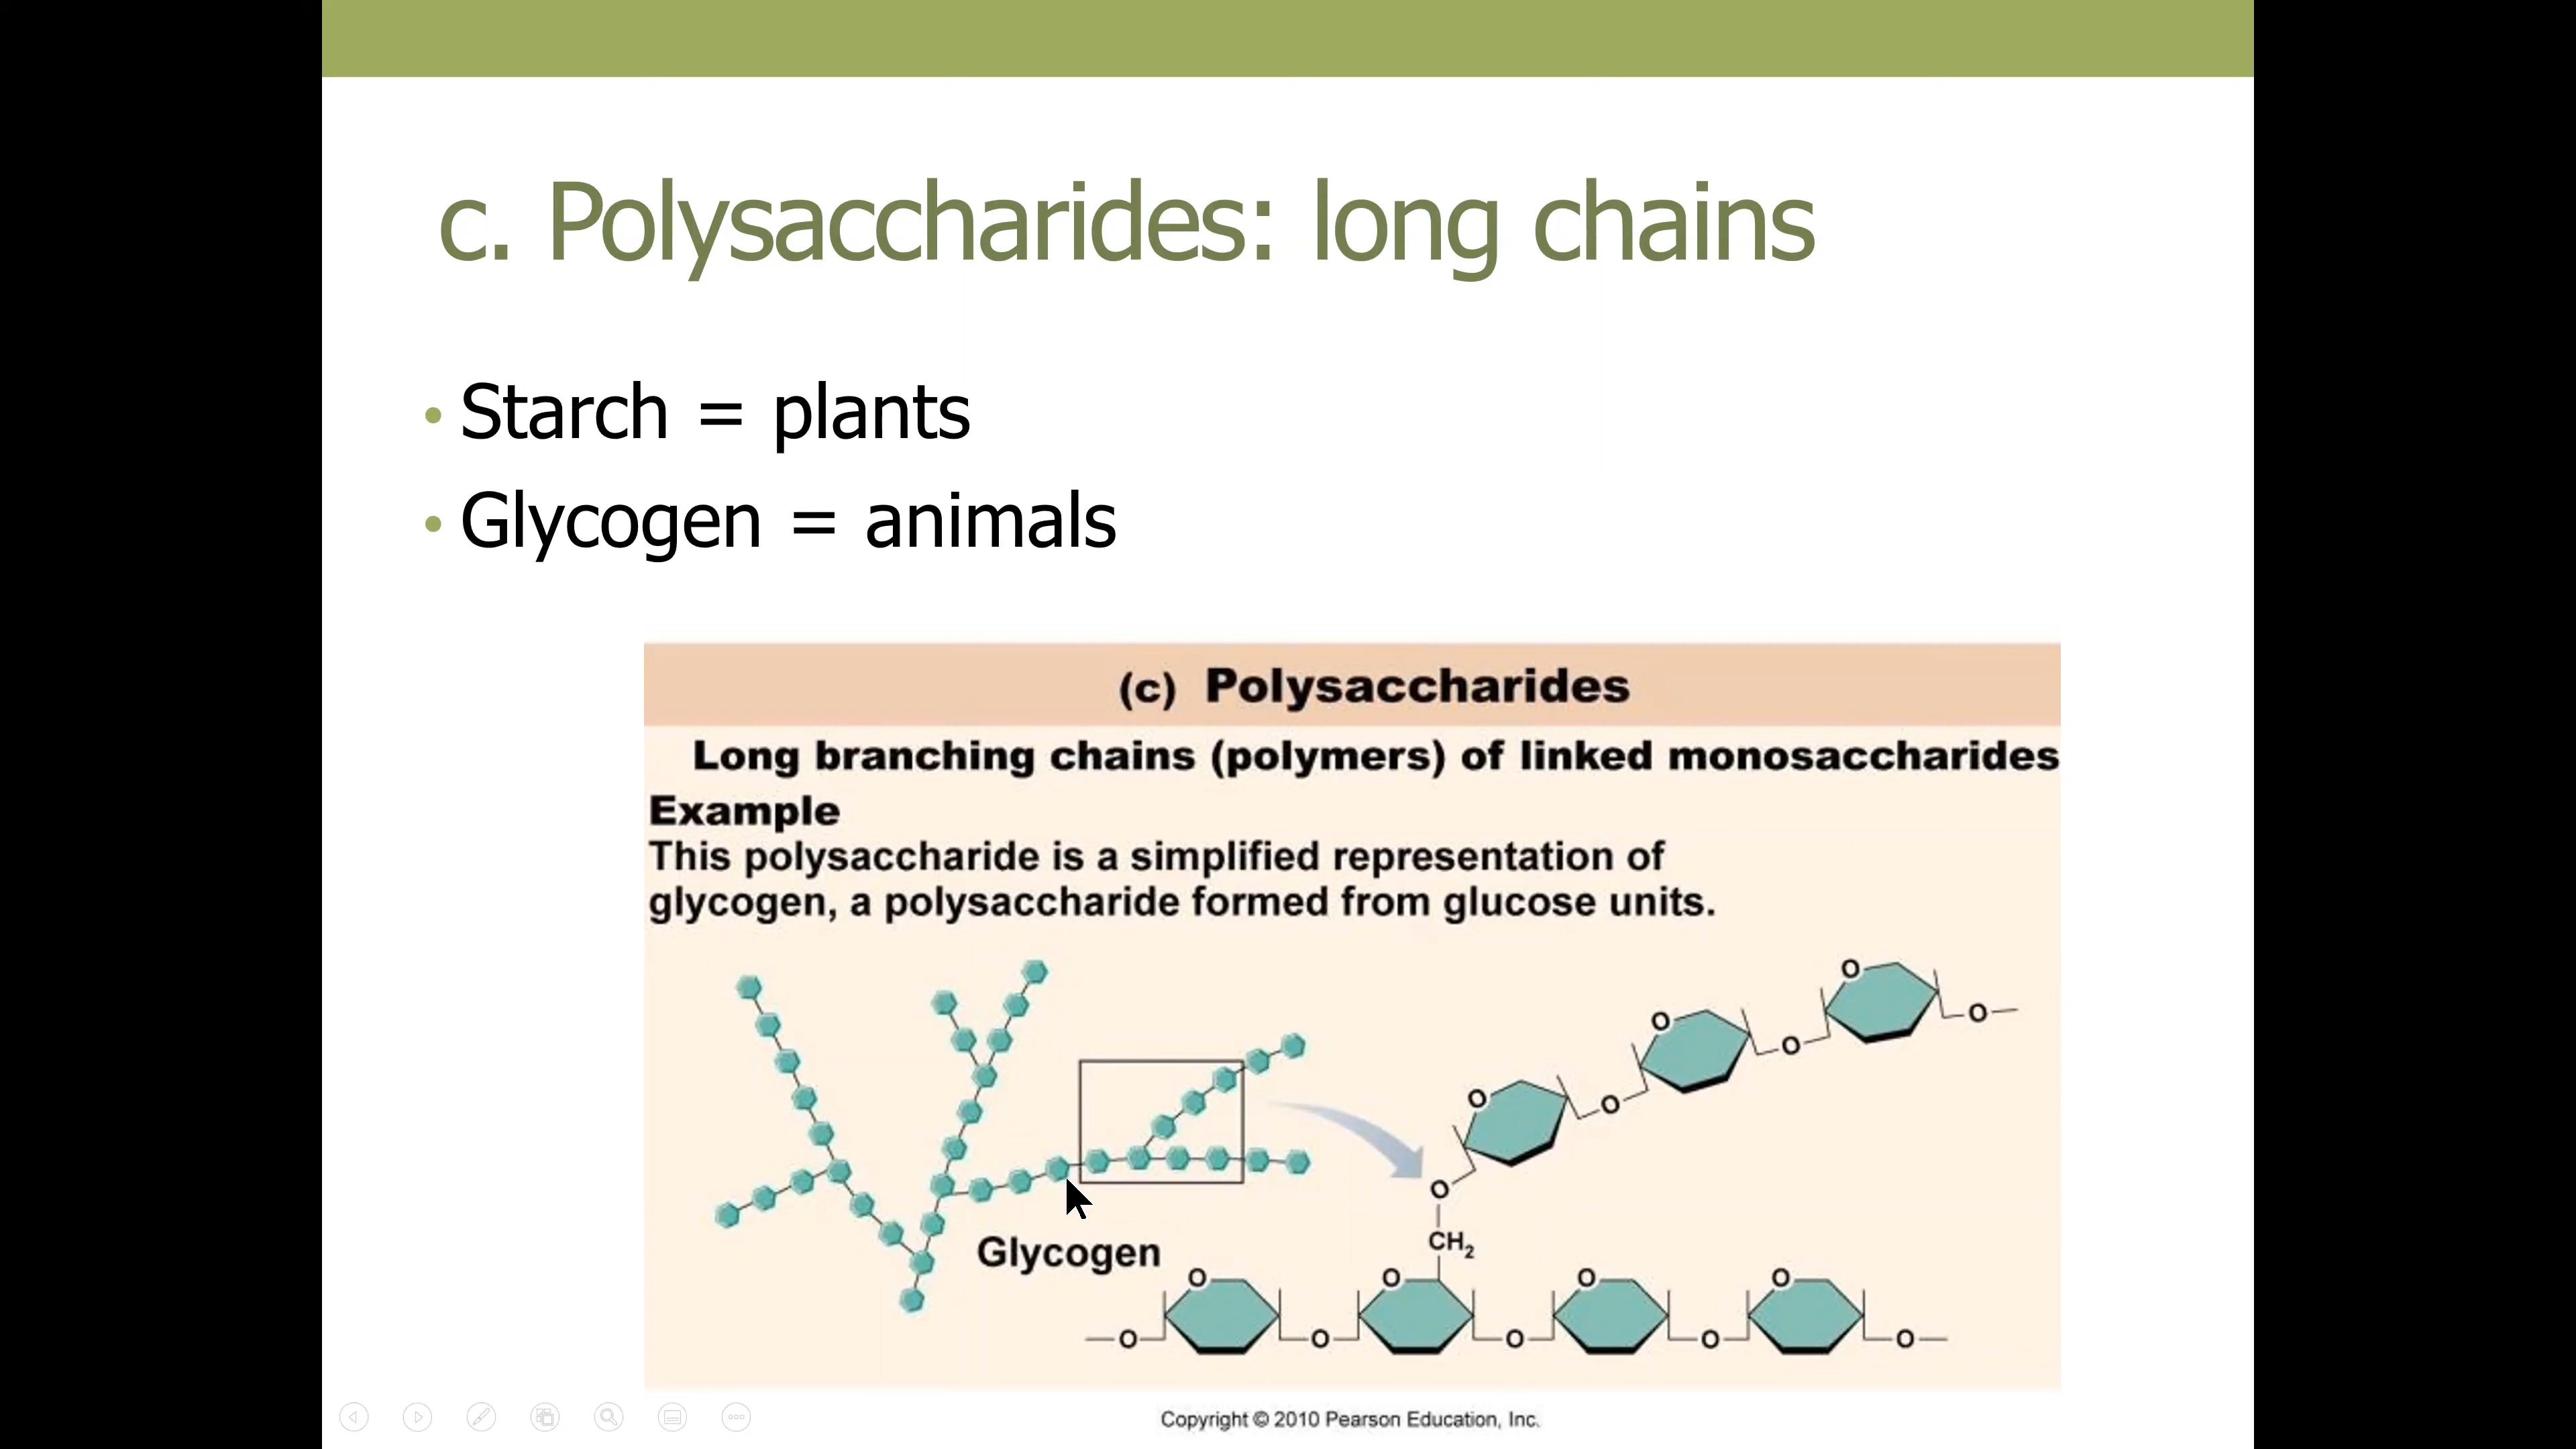 c. Polysaccharides: long chains
• Starch = plants
• Glycogen = animals
(c) Polysaccharides
Long branching chains (polymers) of linked monosaccharides
Example
This polysaccharide is a simplified representation of
glycogen, a polysaccharide formed from glucose units.
O
O
O
O
O
O
O
CH₂
Glycogen
O
O
O
O
O
O
O
O
O
Copyright © 2010 Pearson Education, Inc.